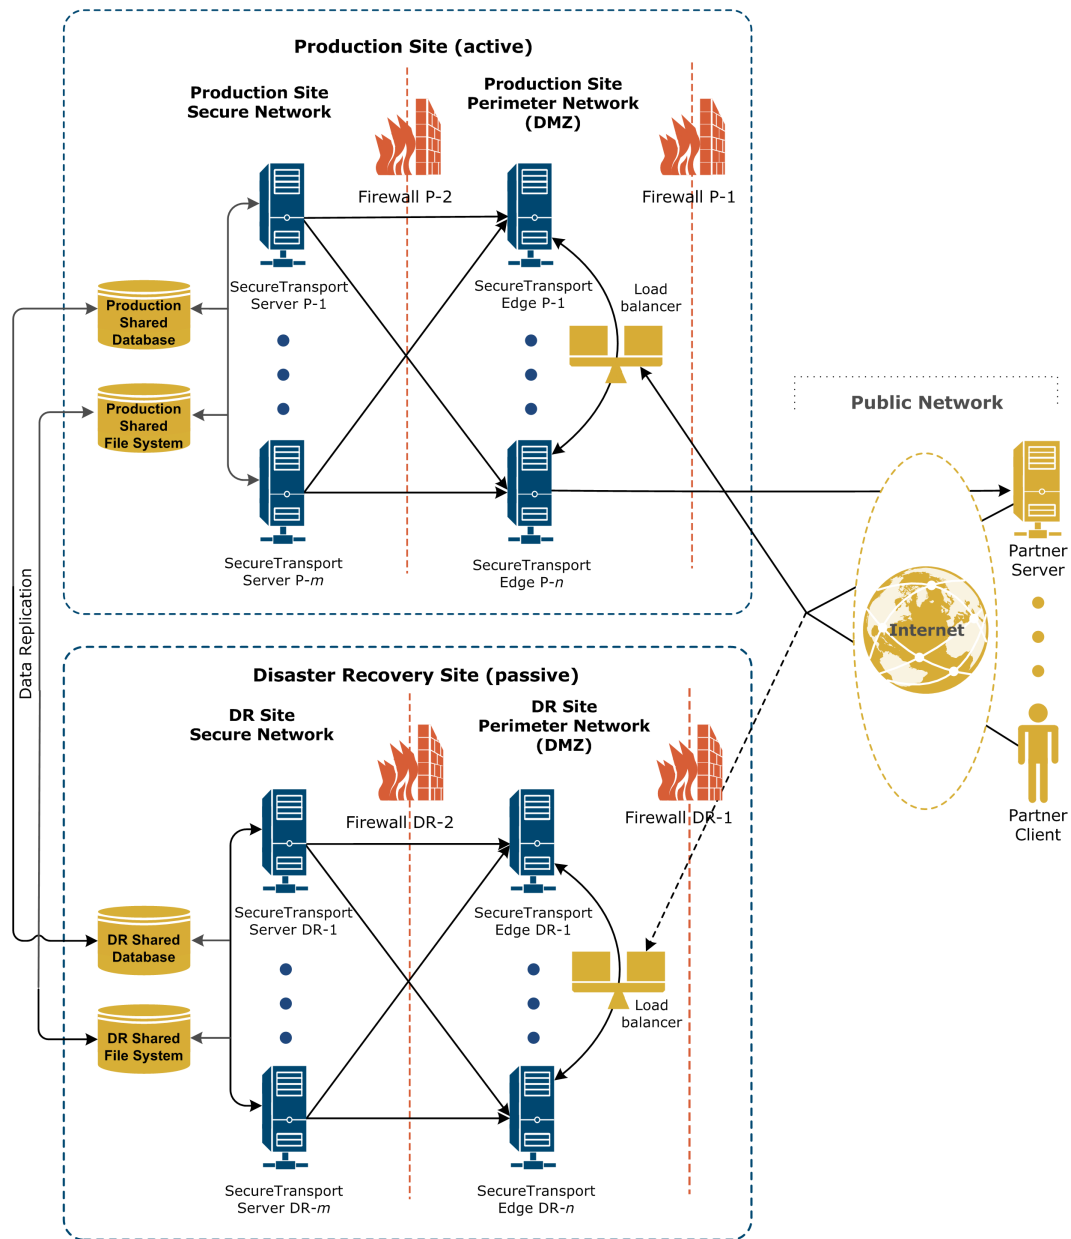 Production Site (active)
Production Site
Secure Network
Production Site
Perimeter Network
(DMZ)
Firewall P-2
Firewall P-1
SecureTransport
Server P-1
SecureTransport
Edge P-1
Load
balancer
Production
Shared
Database
Production
Shared
File System
SecureTransport
Server P-m
SecureTransport
Edge P-n
Public Network
Partner
Server
Internet
Partner
Client
Data Replication
Disaster Recovery Site (passive)
DR Site
Secure Network
DR Site
Perimeter Network
(DMZ)
Firewall DR-2
Firewall DR-1
SecureTransport
Server DR-1
SecureTransport
Edge DR-1
Load
balancer
DR Shared
Database
DR Shared
File System
SecureTransport
Server DR-m
SecureTransport
Edge DR-n